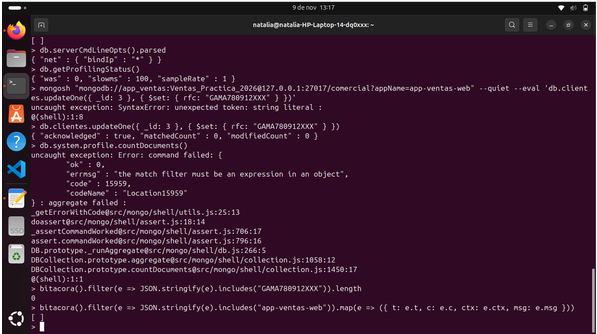 9 de nov  13:17
natalia@natalia-HP-Laptop-14-dq0xxx: ~
[ ]
> db.serverCmdLineOpts().parsed
{ "net" : { "bindIp" : "*" } }
> db.getProfilingStatus()
{ "was" : 0, "slowms" : 100, "sampleRate" : 1 }
> mongosh "mongodb://app_ventas:Ventas_Practica_2026@127.0.0.1:27017/comercial?appName=app-ventas-web" --quiet --eval 'db.clien
tes.updateOne({ _id: 3 }, { $set: { rfc: "GAMA780912XXX" } })'
uncaught exception: SyntaxError: unexpected token: string literal :
@(shell):1:8
> db.clientes.updateOne({ _id: 3 }, { $set: { rfc: "GAMA780912XXX" } })
{ "acknowledged" : true, "matchedCount" : 0, "modifiedCount" : 0 }
> db.system.profile.countDocuments()
uncaught exception: Error: command failed: {
"ok" : 0,
"errmsg" : "the match filter must be an expression in an object",
"code" : 15959,
"codeName" : "Location15959"
} : aggregate failed :
_getErrorWithCode@src/mongo/shell/utils.js:25:13
doassert@src/mongo/shell/assert.js:18:14
_assertCommandWorked@src/mongo/shell/assert.js:706:17
assert.commandWorked@src/mongo/shell/assert.js:796:16
DB.prototype._runAggregate@src/mongo/shell/db.js:266:5
DBCollection.prototype.aggregate@src/mongo/shell/collection.js:1058:12
DBCollection.prototype.countDocuments@src/mongo/shell/collection.js:1450:17
@(shell):1:1
> bitacora().filter(e => JSON.stringify(e).includes("GAMA780912XXX")).length
0
> bitacora().filter(e => JSON.stringify(e).includes("app-ventas-web")).map(e => ({ t: e.t, c: e.c, ctx: e.ctx, msg: e.msg }))
[ ]
>